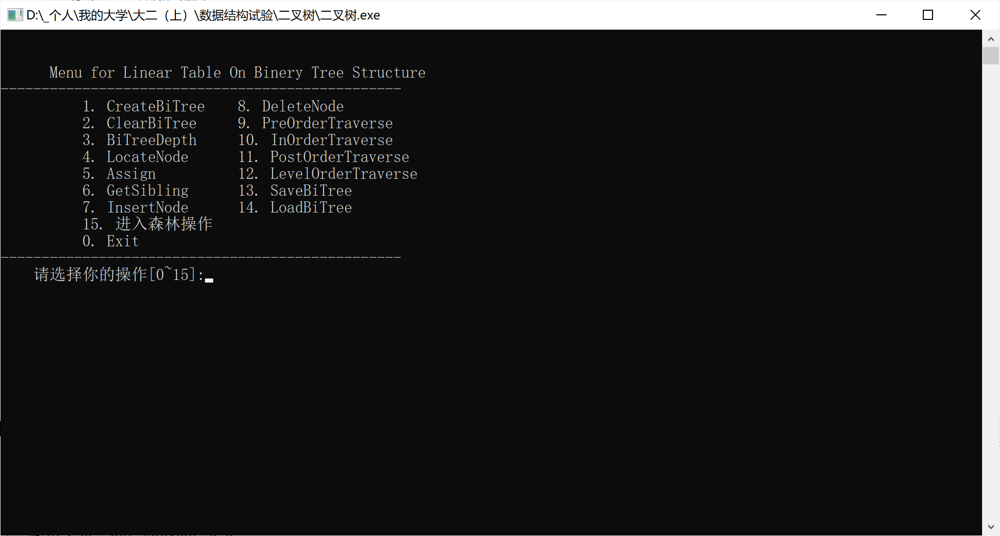 D:\_个人\我的大学\大二（上）\数据结构试验\二叉树\二叉树.exe
Menu for Linear Table On Binery Tree Structure
-------------------------------------------------
1. CreateBiTree 8. DeleteNode
2. ClearBiTree 9. PreOrderTraverse
3. BiTreeDepth 10. InOrderTraverse
4. LocateNode 11. PostOrderTraverse
5. Assign 12. LevelOrderTraverse
6. GetSibling 13. SaveBiTree
7. InsertNode 14. LoadBiTree
15. 进入森林操作
0. Exit
-------------------------------------------------
请选择你的操作[0~15]: